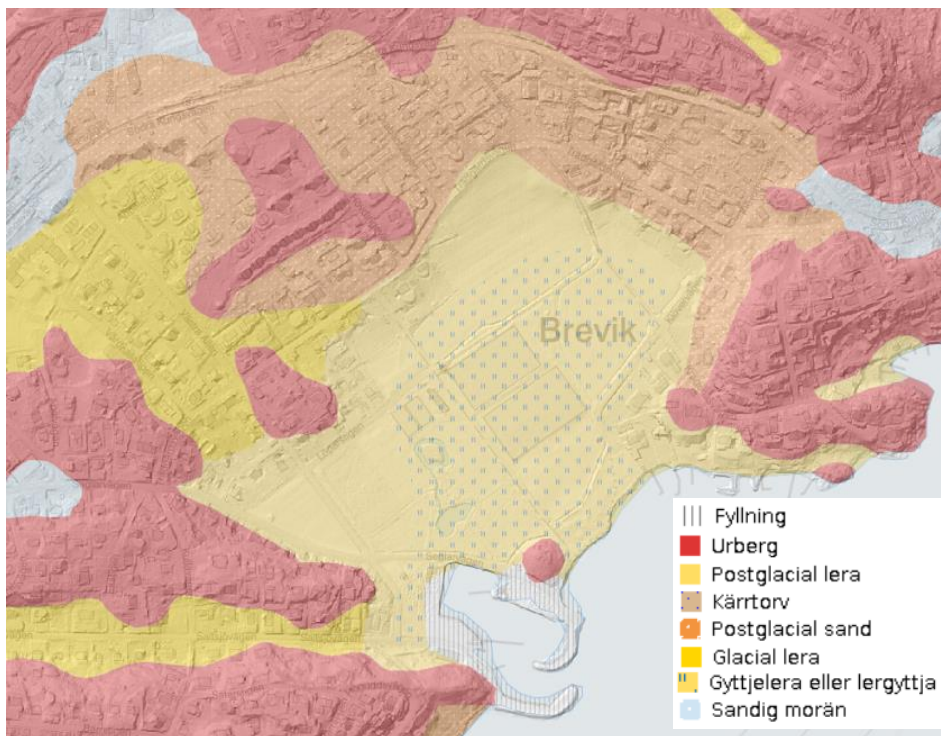 Brevik
Fyllning
Urberg
Postglacial lera
Kärrtorv
Postglacial sand
Glacial lera
Gyttjelera eller lergyttja
Sandig morän